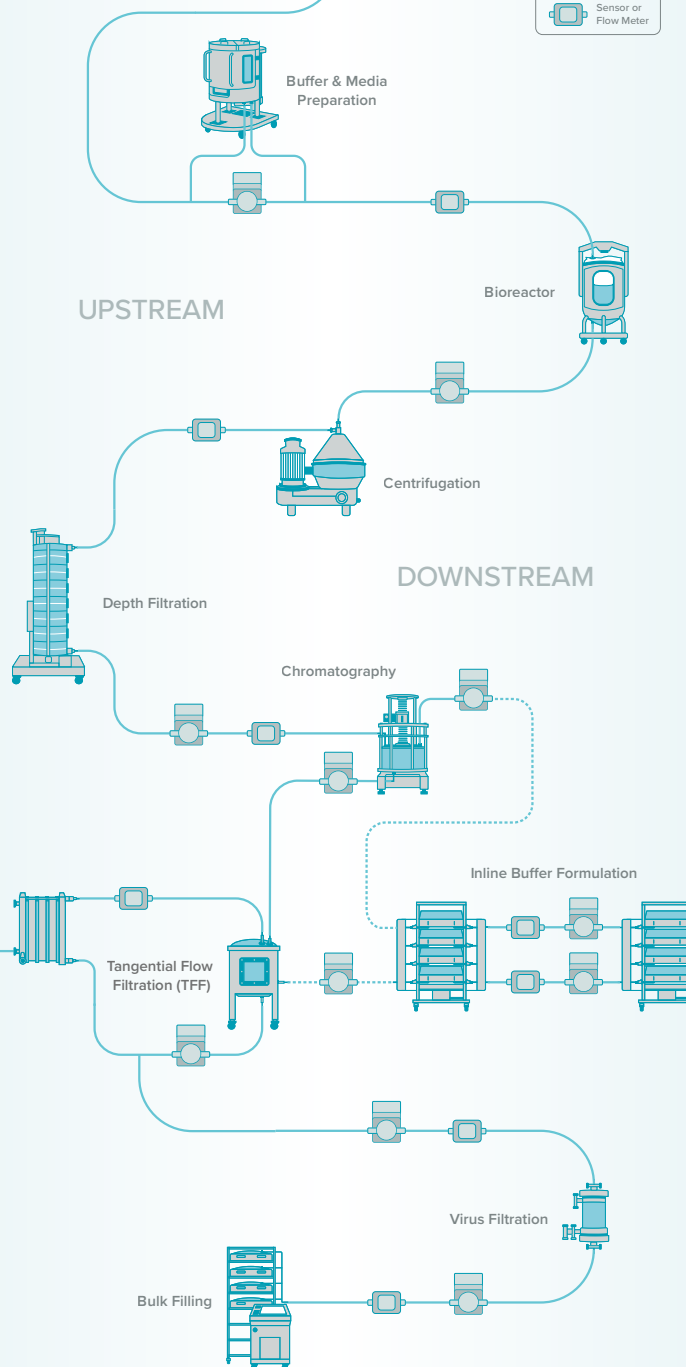 Sensor or
Flow Meter
Buffer & Media
Preparation
Bioreactor
UPSTREAM
Centrifugation
DOWNSTREAM
Depth Filtration
Chromatography
Inline Buffer Formulation
Tangential Flow
Filtration (TFF)
Virus Filtration
Bulk Filling